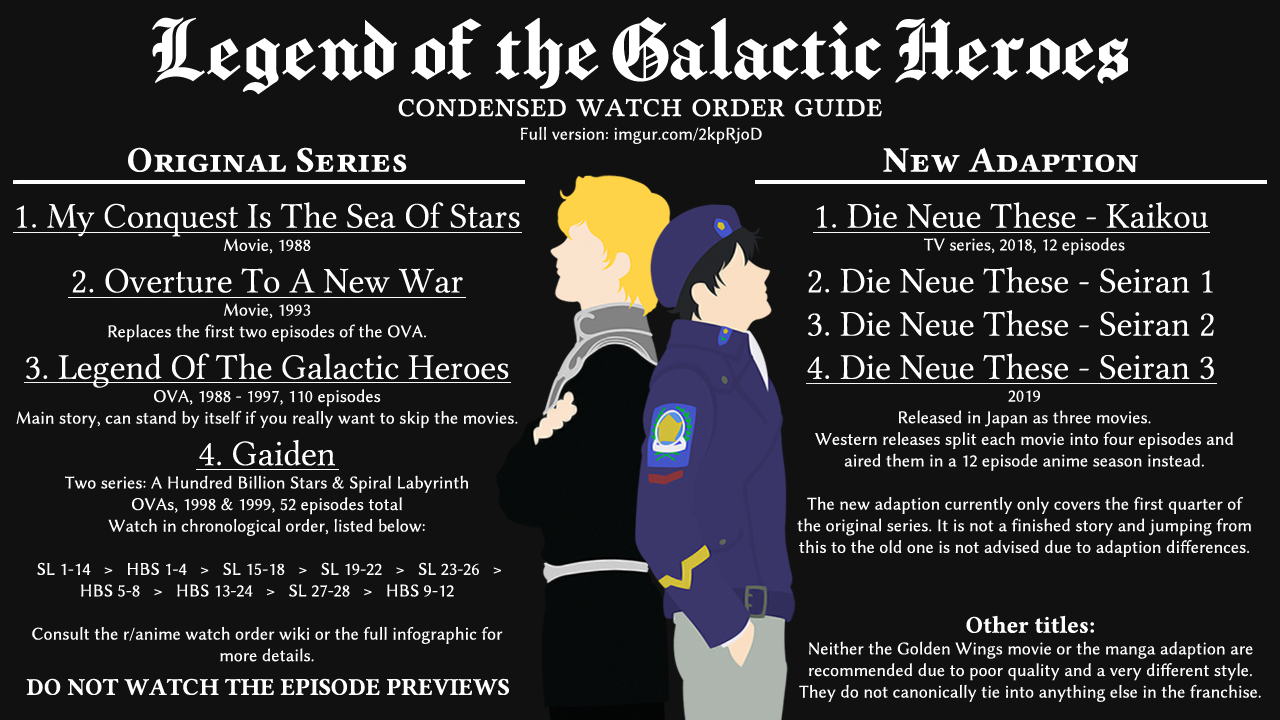 Legend of the Galactic Heroes
CONDENSED WATCH ORDER GUIDE
Full version: imgur.com/2kpRjoD
ORIGINAL SERIES
1. My Conquest Is The Sea Of Stars
Movie, 1988
2. Overture To A New War
Movie, 1993
Replaces the first two episodes of the OVA.
3. Legend Of The Galactic Heroes
OVA, 1988 - 1997, 110 episodes
Main story, can stand by itself if you really want to skip the movies.
4. Gaiden
Two series: A Hundred Billion Stars & Spiral Labyrinth
OVAs, 1998 & 1999, 52 episodes total
Watch in chronological order, listed below:
SL 1-14 > HBS 1-4 > SL 15-18 > SL 19-22 > SL 23-26 >
HBS 5-8 > HBS 13-24 > SL 27-28 > HBS 9-12
Consult the r/anime watch order wiki or the full infographic for
more details.
DO NOT WATCH THE EPISODE PREVIEWS
NEW ADAPTION
1. Die Neue These - Kaikou
TV series, 2018, 12 episodes
2. Die Neue These - Seiran 1
3. Die Neue These - Seiran 2
4. Die Neue These - Seiran 3
2019
Released in Japan as three movies.
Western releases split each movie into four episodes and
aired them in a 12 episode anime season instead.
The new adaption currently only covers the first quarter of
the original series. It is not a finished story and jumping from
this to the old one is not advised due to adaption differences.
Other titles:
Neither the Golden Wings movie or the manga adaption are
recommended due to poor quality and a very different style.
They do not canonically tie into anything else in the franchise.